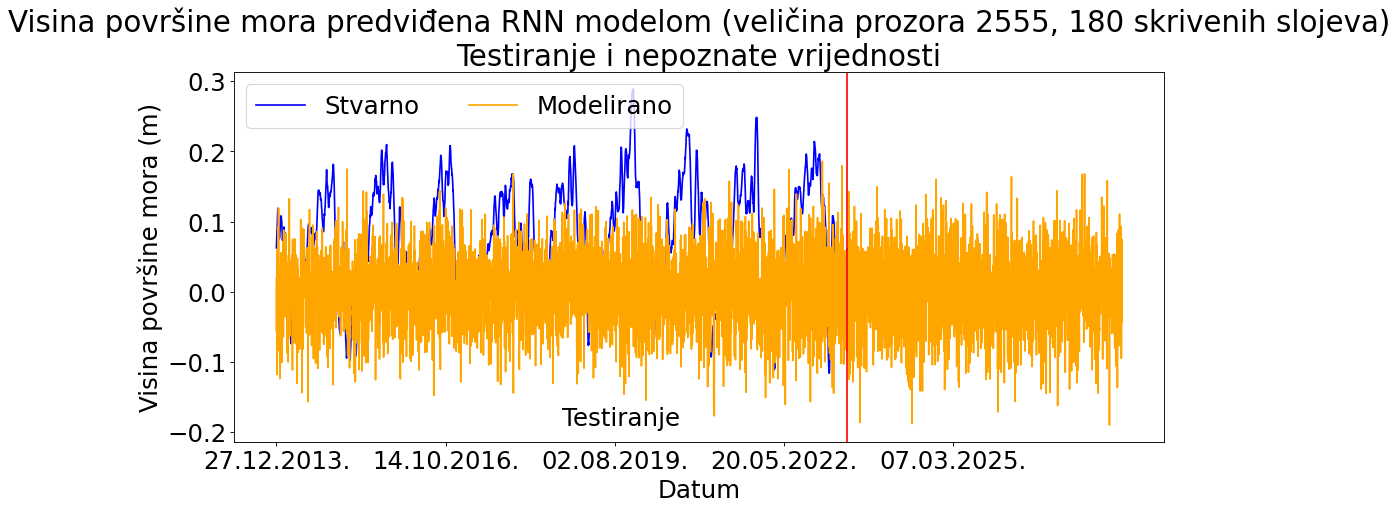 Visina površine mora predviđena RNN modelom (veličina prozora 2555, 180 skrivenih slojeva)
Testiranje i nepoznate vrijednosti
Visina površine mora (m)
0.3
0.2
0.1
0.0
−0.1
−0.2
Stvarno Modelirano
Testiranje
27.12.2013. 14.10.2016. 02.08.2019. 20.05.2022. 07.03.2025.
Datum